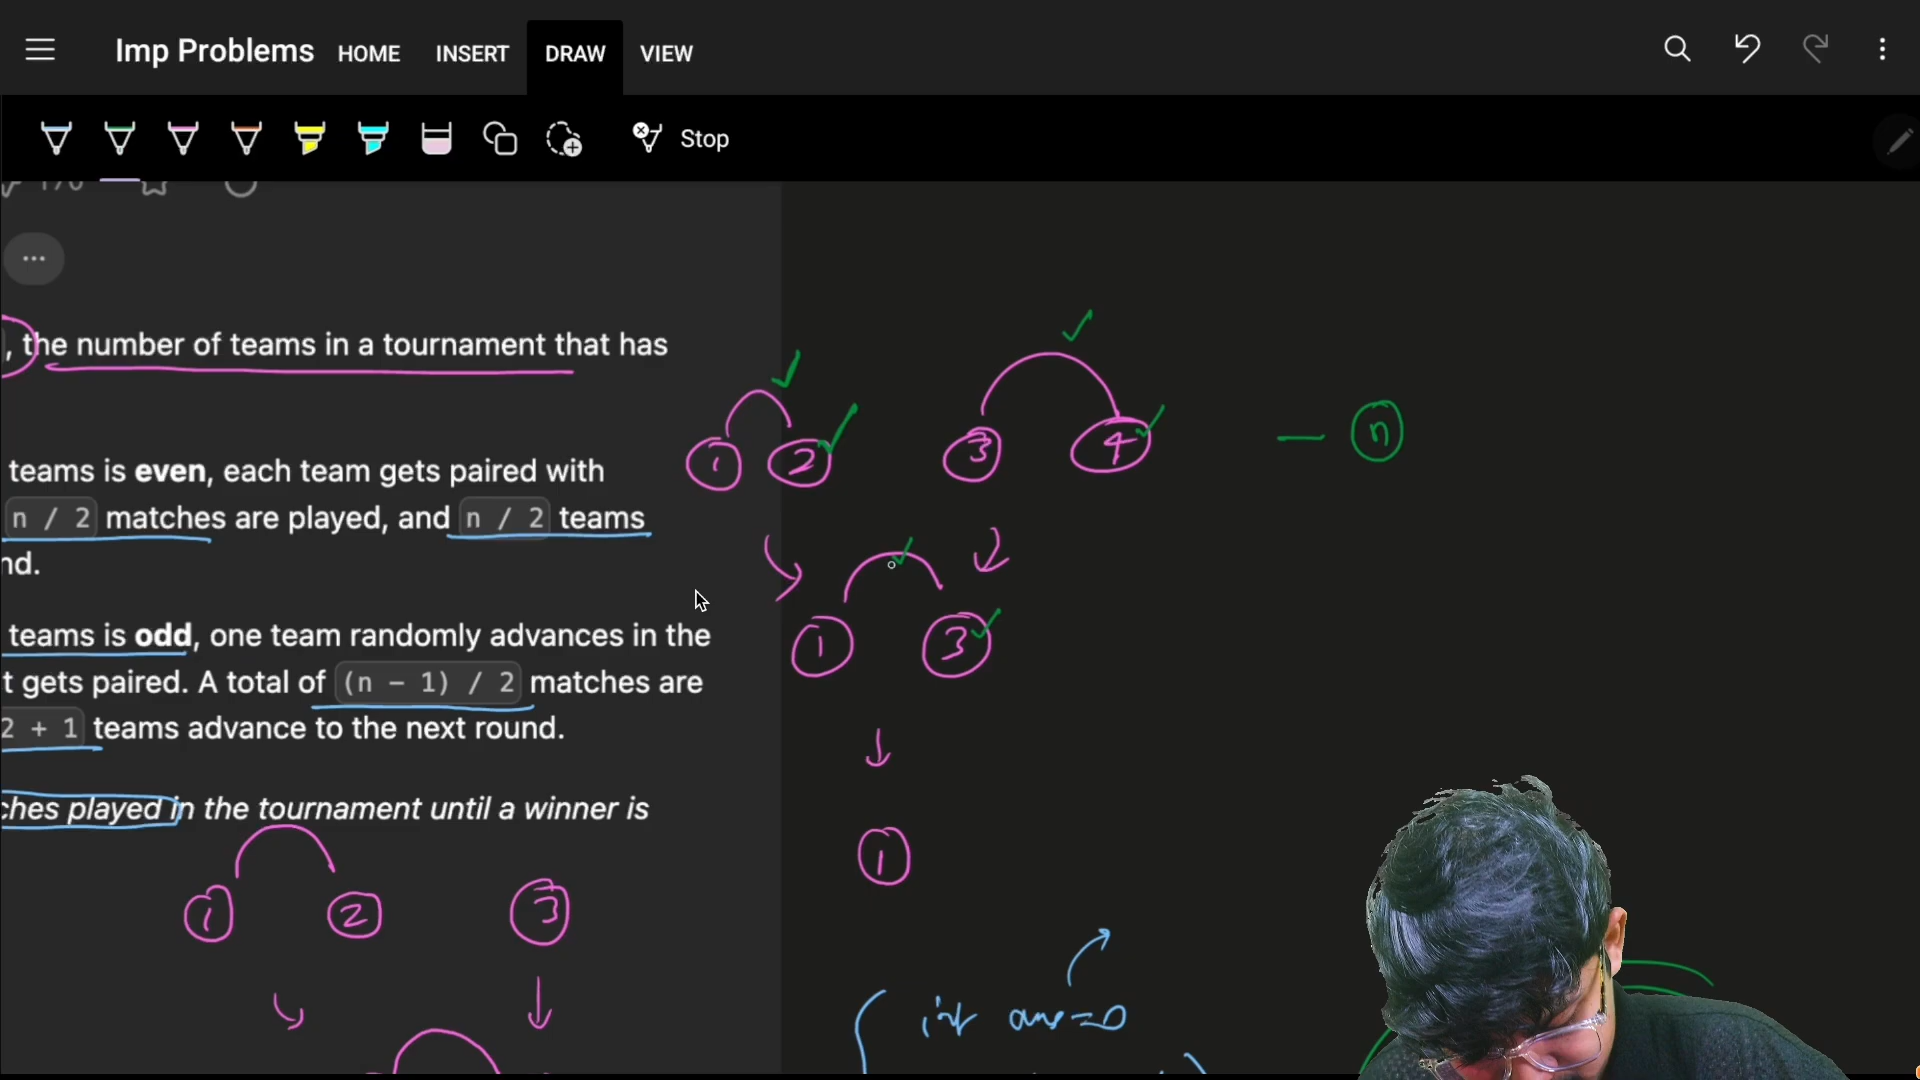 Imp Problems HOME INSERT DRAW VIEW
Stop
, the number of teams in a tournament that has
teams is even, each team gets paired with
n / 2 matches are played, and n / 2 teams
nd.
teams is odd, one team randomly advances in the
t gets paired. A total of (n - 1) / 2 matches are
2 + 1 teams advance to the next round.
ches played in the tournament until a winner is
1 2 3 4 — n
1 3
1
1 2 3
int ans=0